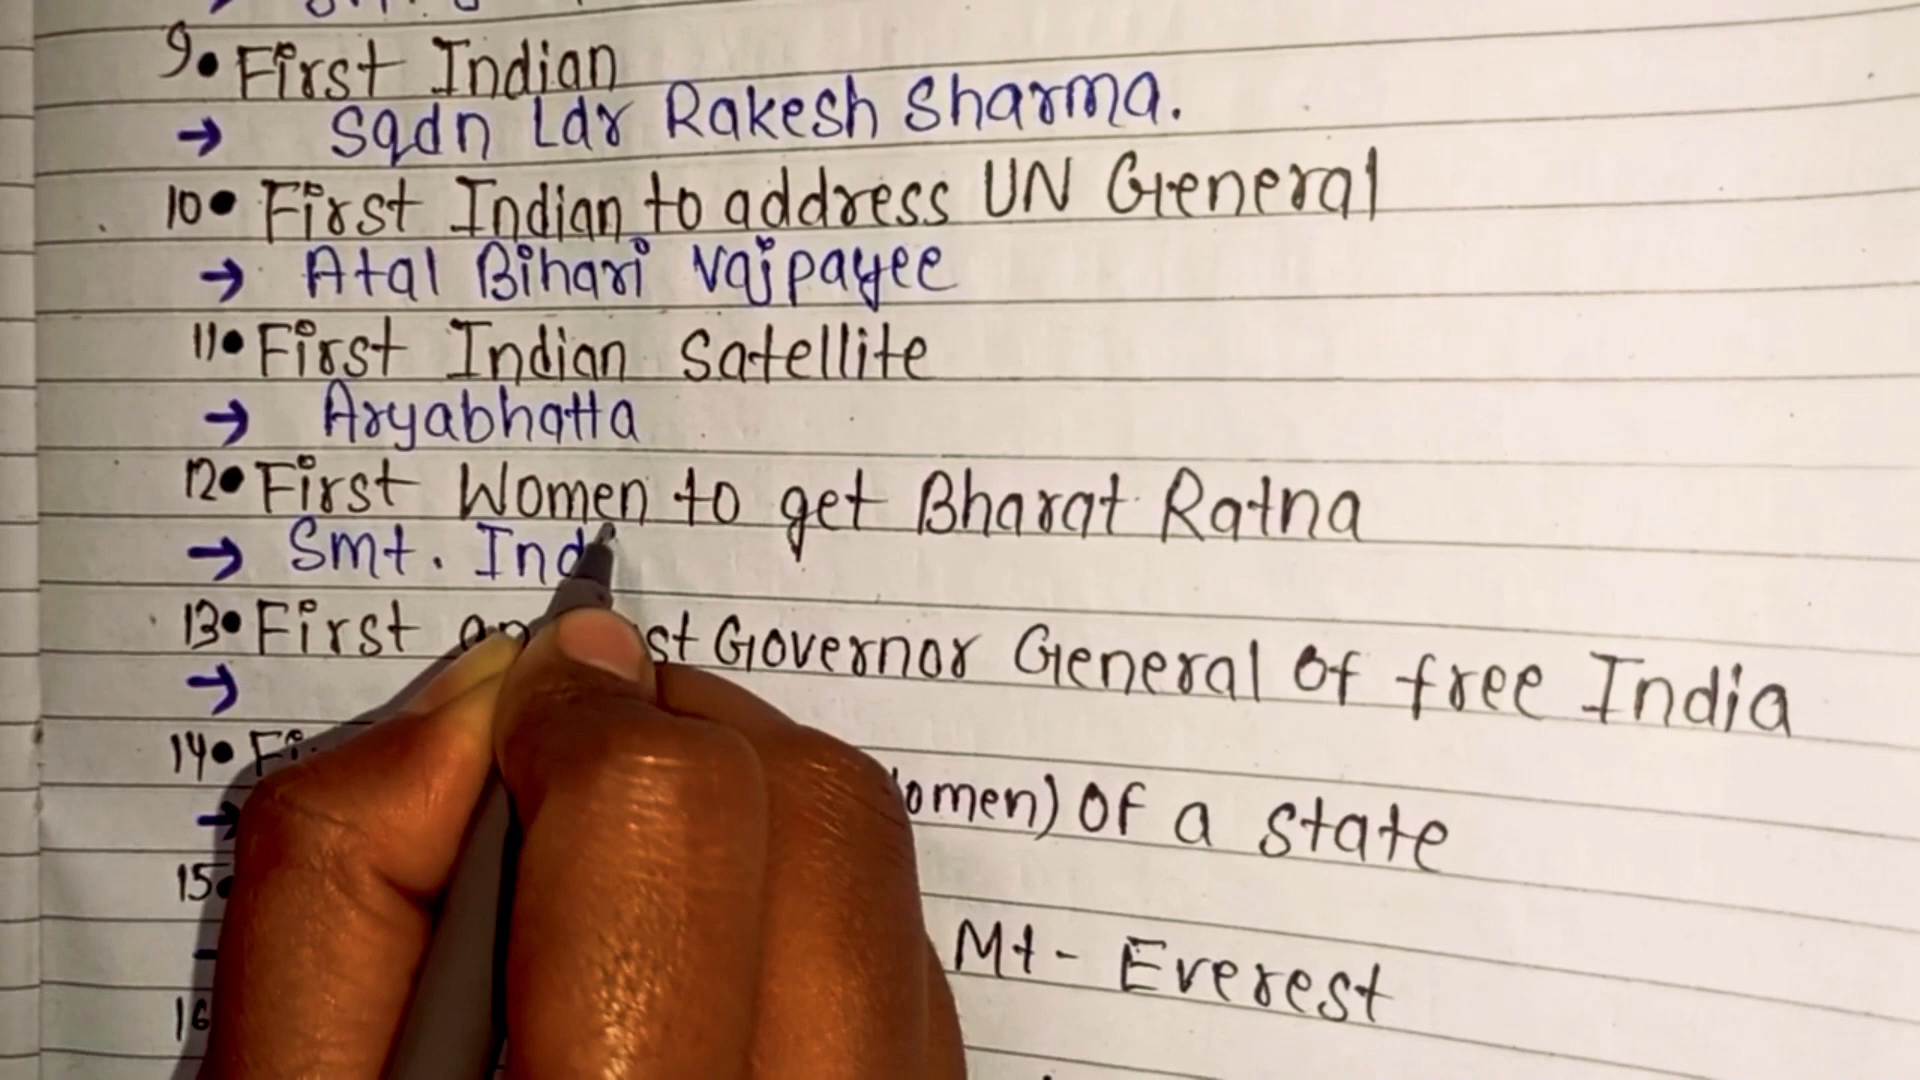 9. First Indian
→ Sqdn Ldr Rakesh Sharma.
10. First Indian to address UN General
→ Atal Bihari Vajpayee
11. First Indian Satellite
→ Aryabhatta
12. First Women to get Bharat Ratna
→ Smt. Ind
13. First st Governor General Of free India
→
14. Fi omen) Of a state
→
15. Mt - Everest
16